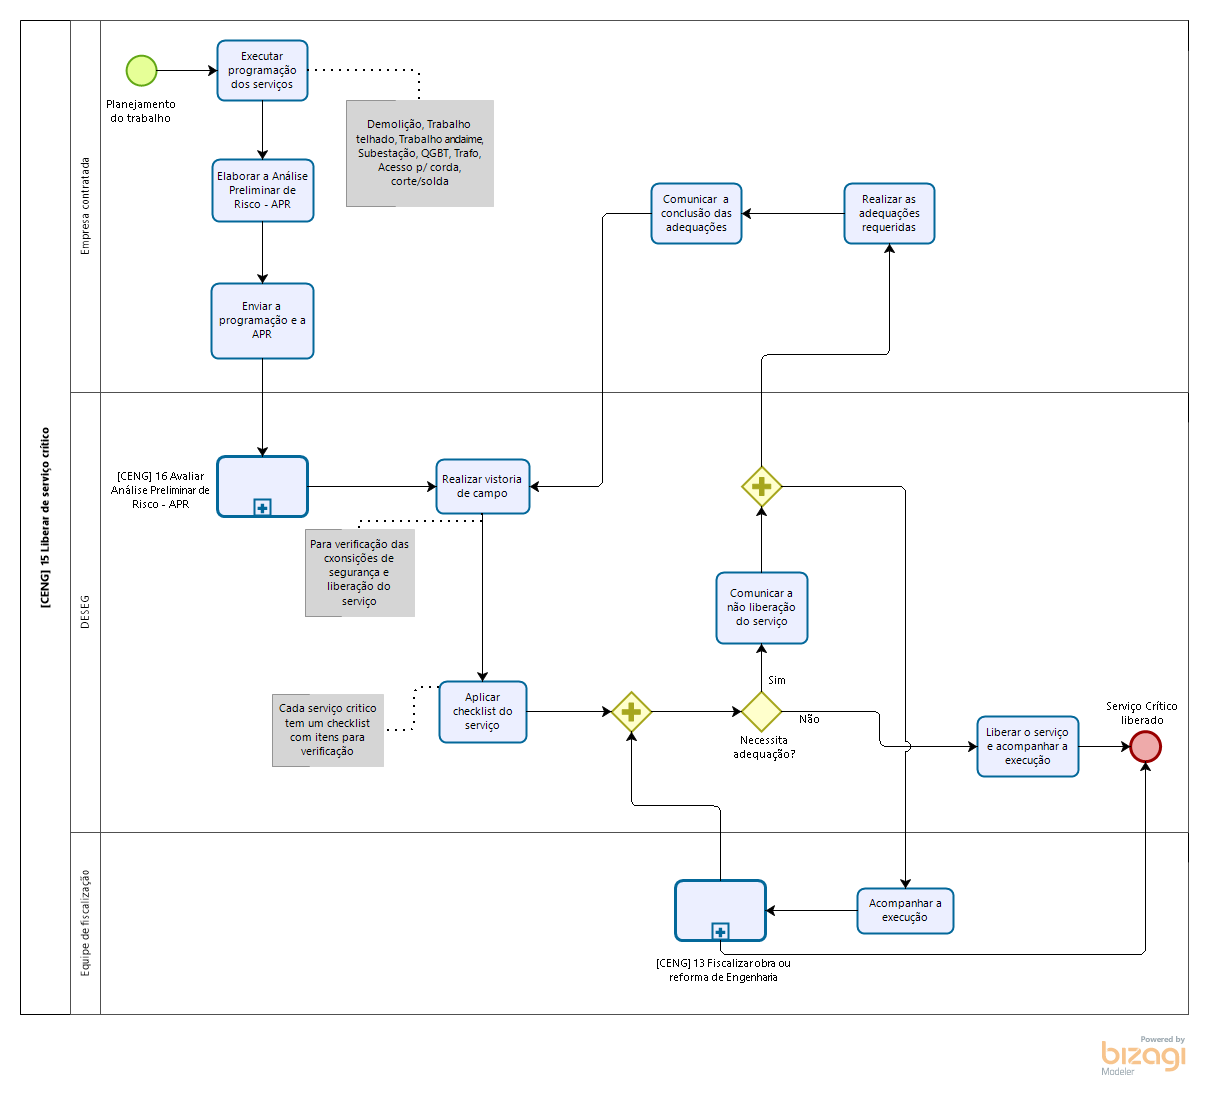 [CENG] 15 Liberar de serviço crítico
Empresa contratada
Planejamento
do trabalho
Executar
programação
dos serviços
Demolição, Trabalho
telhado, Trabalho andaime,
Subestação, QGBT, Trafo,
Acesso p/ corda,
corte/solda
Elaborar a Análise
Preliminar de
Risco - APR
Enviar a
programação e a
APR
Comunicar a
conclusão das
adequações
Realizar as
adequações
requeridas
DESEG
[CENG] 16 Avaliar
Análise Preliminar de
Risco - APR
Realizar vistoria
de campo
Para verificação das
cxonsições de
segurança e
liberação do
serviço
Comunicar a
não liberação
do serviço
Cada serviço critico
tem um checklist
com itens para
verificação
Aplicar
checklist do
serviço
Sim
Não
Necessita
adequação?
Liberar o serviço
e acompanhar a
execução
Serviço Crítico
liberado
Equipe de fiscalização
Acompanhar a
execução
[CENG] 13 Fiscalizar obra ou
reforma de Engenharia
Powered by
bizagi
Modeler